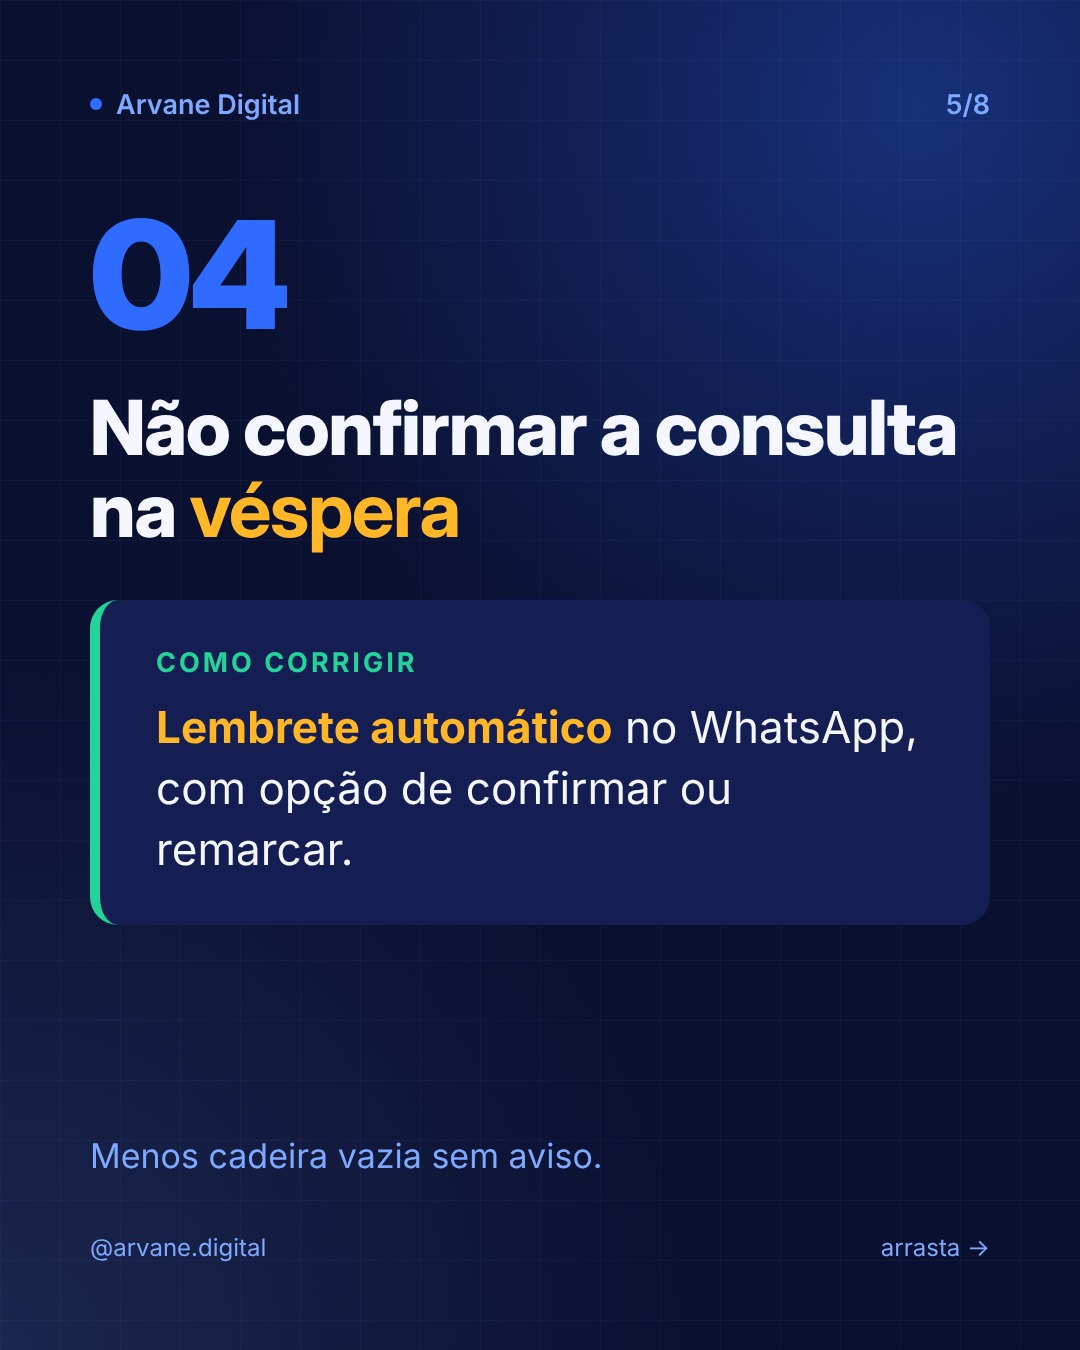 Arvane Digital
5/8
04
Não confirmar a consulta
na véspera
COMO CORRIGIR
Lembrete automático no WhatsApp,
com opção de confirmar ou
remarcar.
Menos cadeira vazia sem aviso.
@arvane.digital
arrasta →